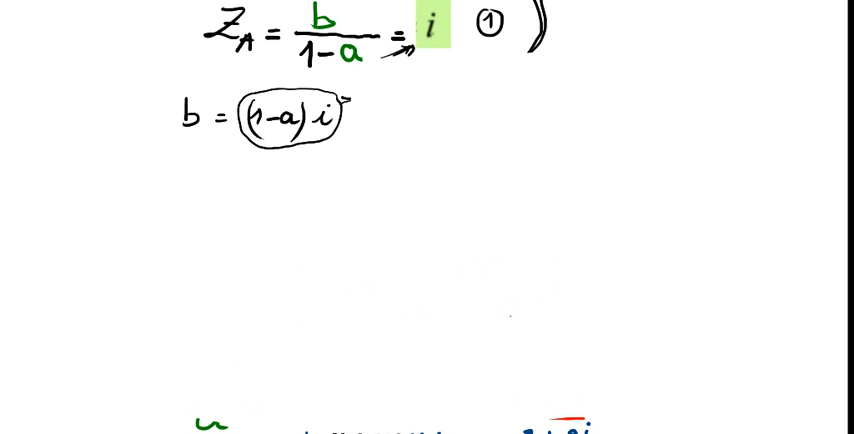 Z_A = b/(1-a) = i ①
b = (1-a) i